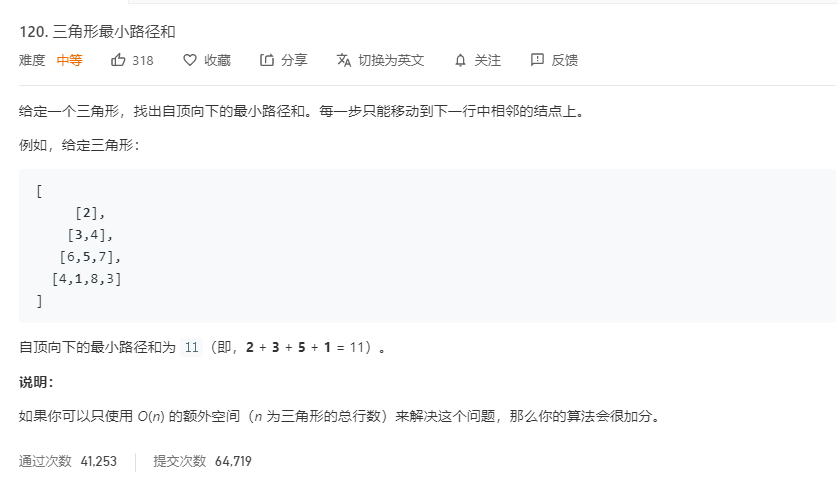 120. 三角形最小路径和
难度 中等 318 收藏 分享 切换为英文 关注 反馈
给定一个三角形，找出自顶向下的最小路径和。每一步只能移动到下一行中相邻的结点上。
例如，给定三角形：
[
[2],
[3,4],
[6,5,7],
[4,1,8,3]
]
自顶向下的最小路径和为 11（即，2 + 3 + 5 + 1 = 11）。
说明：
如果你可以只使用 O(n) 的额外空间（n 为三角形的总行数）来解决这个问题，那么你的算法会很加分。
通过次数 41,253 提交次数 64,719